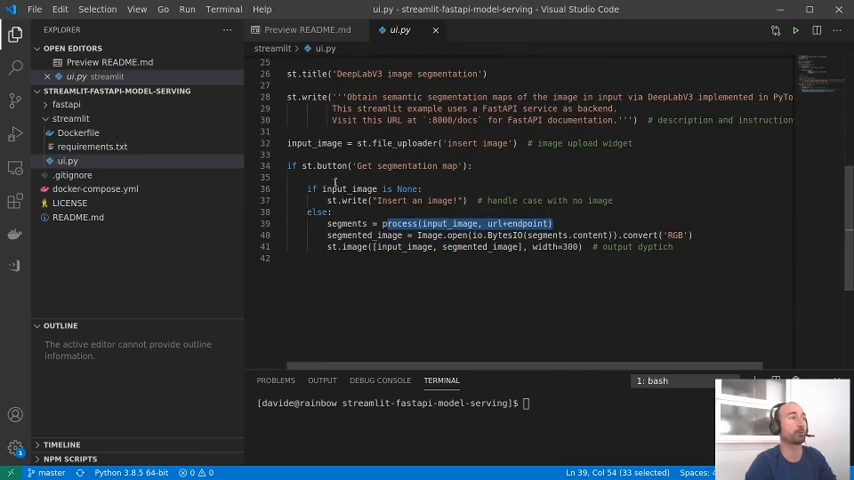 File Edit Selection View Go Run Terminal Help
ui.py - streamlit-fastapi-model-serving - Visual Studio Code
EXPLORER
OPEN EDITORS
Preview README.md
ui.py streamlit
STREAMLIT-FASTAPI-MODEL-SERVING
fastapi
streamlit
Dockerfile
requirements.txt
ui.py
.gitignore
docker-compose.yml
LICENSE
README.md
OUTLINE
The active editor cannot provide outline
information.
TIMELINE
NPM SCRIPTS
Preview README.md
ui.py
streamlit > ui.py
25
26 st.title('DeepLabV3 image segmentation')
27
28 st.write('''Obtain semantic segmentation maps of the image in input via DeepLabV3 implemented in PyTo
29 This streamlit example uses a FastAPI service as backend.
30 Visit this URL at `:8000/docs` for FastAPI documentation.''') # description and instruction
31
32 input_image = st.file_uploader('insert image') # image upload widget
33
34 if st.button('Get segmentation map'):
35
36 if input_image is None:
37 st.write("Insert an image!") # handle case with no image
38 else:
39 segments = process(input_image, url+endpoint)
40 segmented_image = Image.open(io.BytesIO(segments.content)).convert('RGB')
41 st.image([input_image, segmented_image], width=300) # output dyptich
42
PROBLEMS OUTPUT DEBUG CONSOLE TERMINAL
1: bash
[davide@rainbow streamlit-fastapi-model-serving]$
1
master
Python 3.8.5 64-bit
0
0
Ln 39, Col 54 (33 selected)